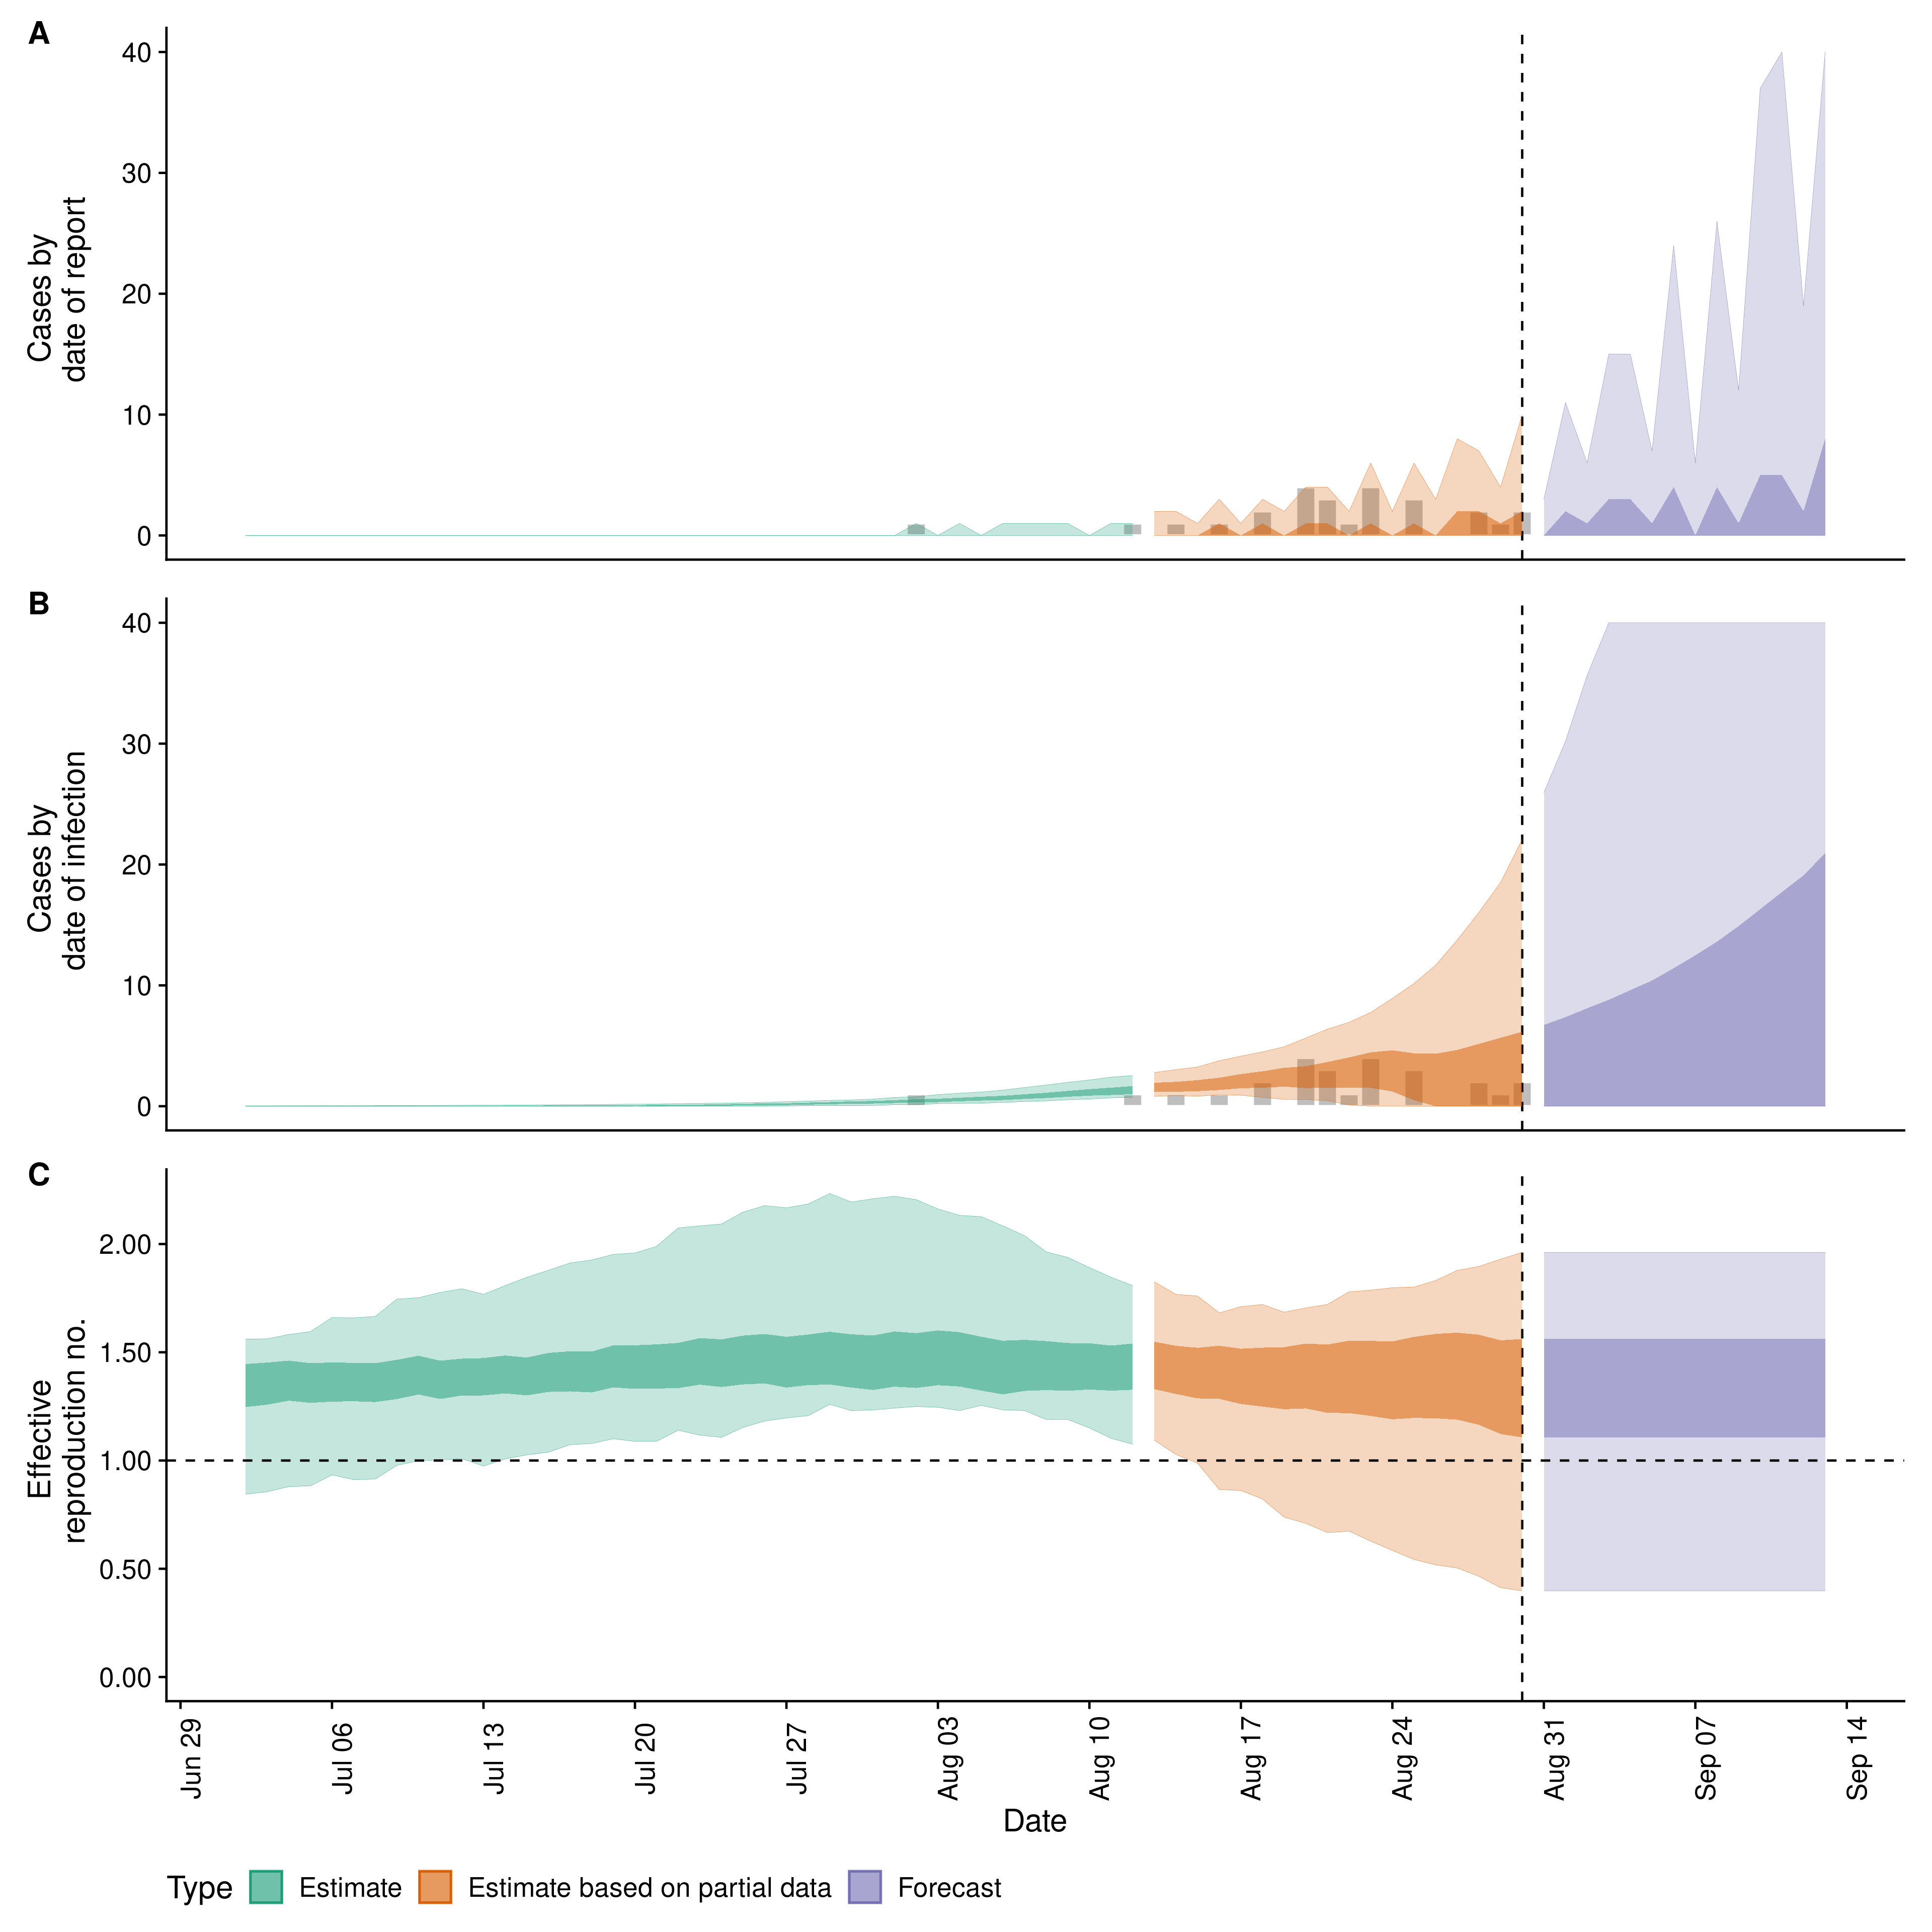 A
40
30
20
10
0
Cases by
date of report
B
40
30
20
10
0
Cases by
date of infection
C
2.00
1.50
1.00
0.50
0.00
Effective
reproduction no.
Jun 29
Jul 06
Jul 13
Jul 20
Jul 27
Aug 03
Aug 10
Aug 17
Aug 24
Aug 31
Sep 07
Sep 14
Date
Type Estimate Estimate based on partial data Forecast